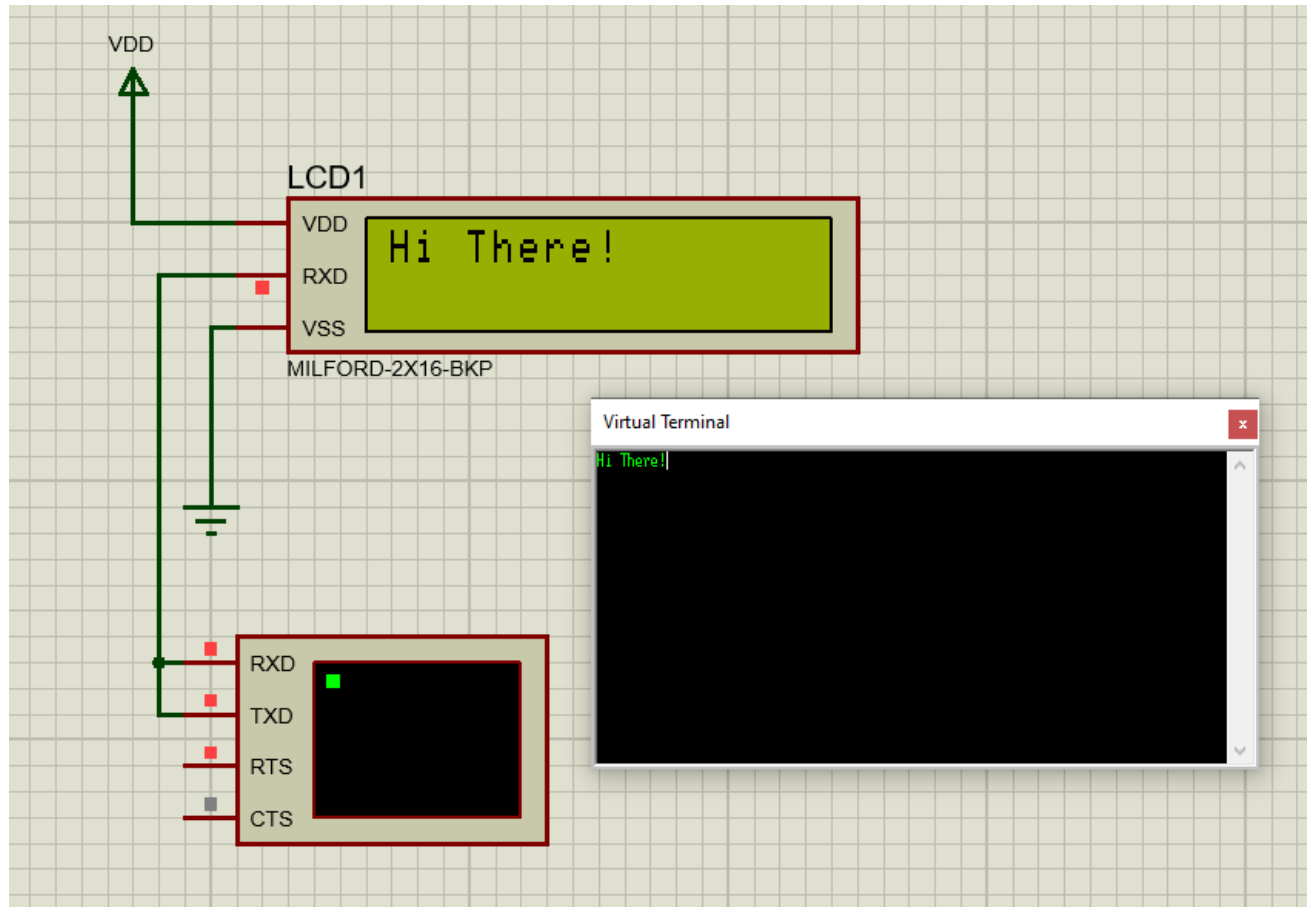 VDD
LCD1
VDD
RXD
VSS
Hi There!
MILFORD-2X16-BKP
Virtual Terminal
x
Hi There!
RXD
TXD
RTS
CTS